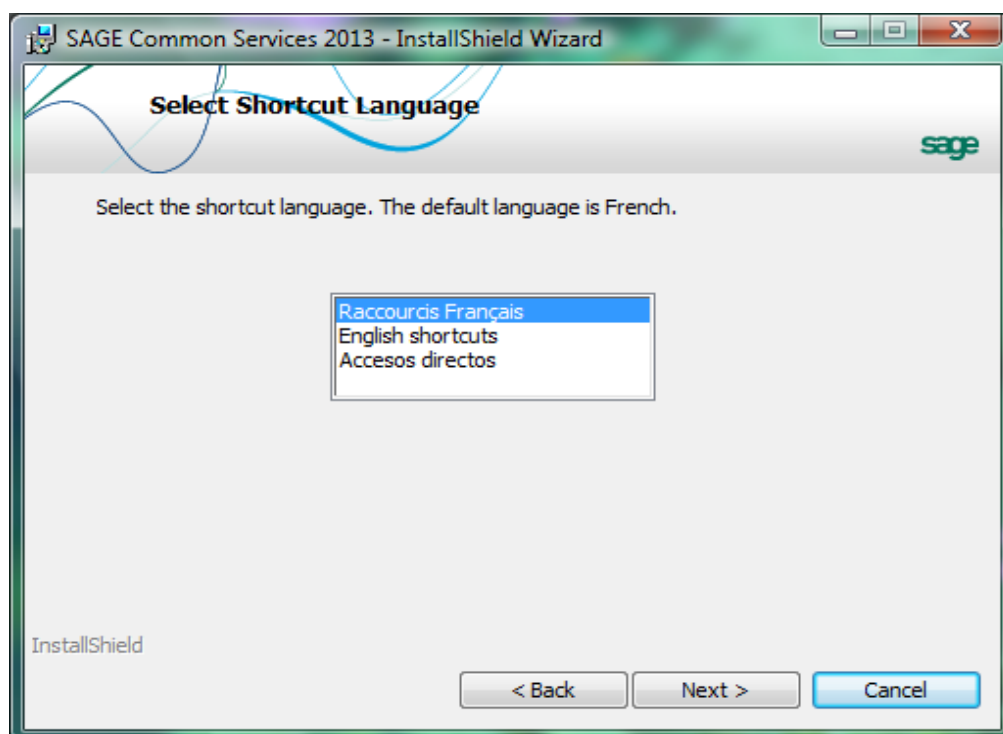 SAGE Common Services 2013 - InstallShield Wizard
Select Shortcut Language
sage
Select the shortcut language. The default language is French.
Raccourcis Français
English shortcuts
Accesos directos
InstallShield
< Back Next > Cancel